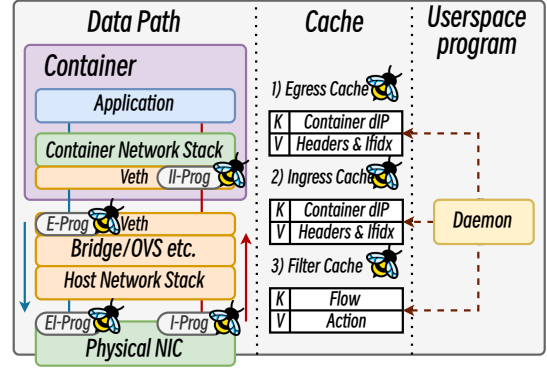 Data Path
Cache
Userspace
program
Container
Application
Container Network Stack
Veth
II-Prog
E-Prog
Veth
Bridge/OVS etc.
Host Network Stack
EI-Prog
I-Prog
Physical NIC
1) Egress Cache
K Container dIP
V Headers & Ifidx
2) Ingress Cache
K Container dIP
V Headers & Ifidx
3) Filter Cache
K Flow
V Action
Daemon